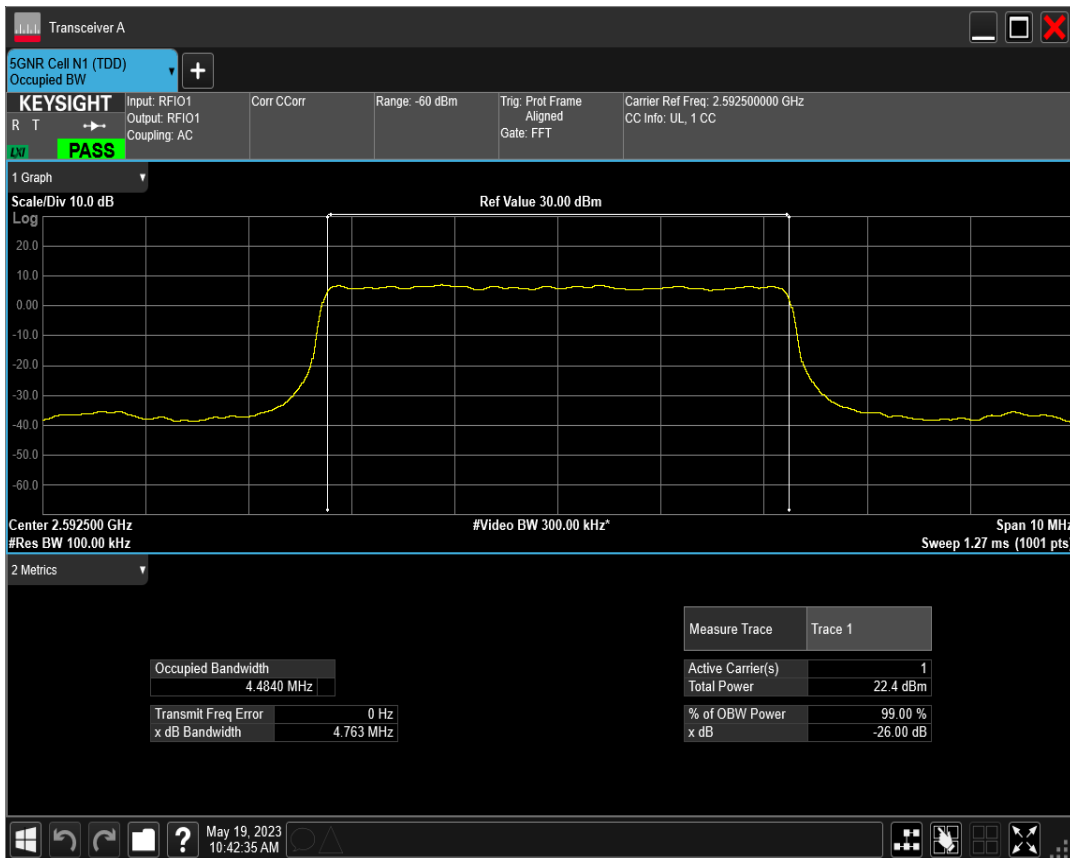 Transceiver A
5GNR Cell N1 (TDD)
Occupied BW
+
KEYSIGHT
R T
LXI
PASS
Input: RFIO1
Output: RFIO1
Coupling: AC
Corr CCorr
Range: -60 dBm
Trig: Prot Frame
Aligned
Gate: FFT
Carrier Ref Freq: 2.592500000 GHz
CC Info: UL, 1 CC
1 Graph
Scale/Div 10.0 dB
Ref Value 30.00 dBm
Log
20.0
10.0
0.00
-10.0
-20.0
-30.0
-40.0
-50.0
-60.0
Center 2.592500 GHz
#Video BW 300.00 kHz*
Span 10 MHz
#Res BW 100.00 kHz
Sweep 1.27 ms (1001 pts)
2 Metrics
Measure Trace Trace 1
Occupied Bandwidth
4.4840 MHz
Active Carrier(s) 1
Total Power 22.4 dBm
Transmit Freq Error 0 Hz
x dB Bandwidth 4.763 MHz
% of OBW Power 99.00 %
x dB -26.00 dB
?
May 19, 2023
10:42:35 AM